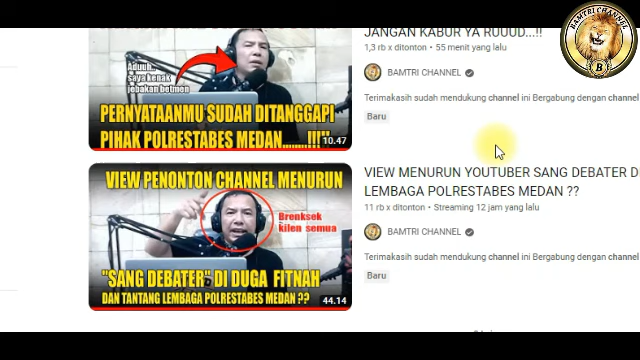 BAMTRI CHANNEL
B
JANGAN KABUR YA RUUUD...!!
1,3 rb x ditonton • 55 menit yang lalu
BAMTRI CHANNEL
Terimakasih sudah mendukung channel ini Bergabung dengan channel
Baru
Aduuh..
saya kenak
jebakan betmen
PERNYATAANMU SUDAH DITANGGAPI
PIHAK POLRESTABES MEDAN........!!!"
10.47
VIEW MENURUN YOUTUBER SANG DEBATER D
LEMBAGA POLRESTABES MEDAN ??
11 rb x ditonton • Streaming 12 jam yang lalu
BAMTRI CHANNEL
Terimakasih sudah mendukung channel ini Bergabung dengan channel
Baru
VIEW PENONTON CHANNEL MENURUN
Brenksek
kilen semua
"SANG DEBATER" DI DUGA FITNAH
DAN TANTANG LEMBAGA POLRESTABES MEDAN ??
44.14